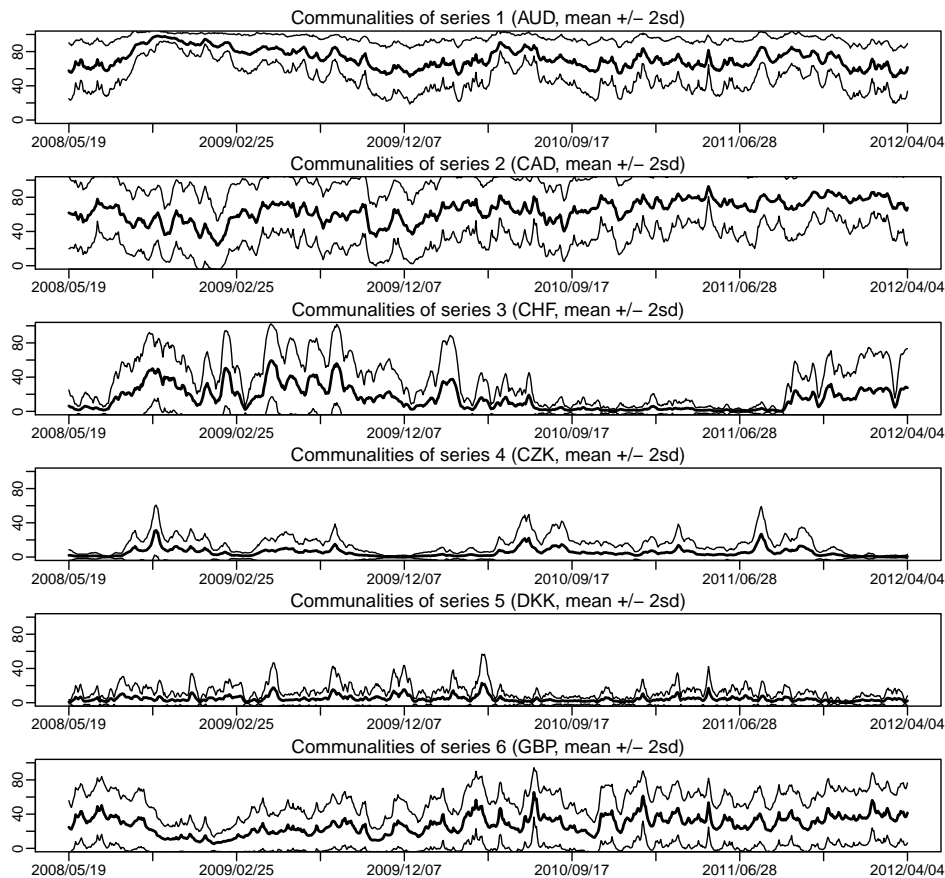 Communalities of series 1 (AUD, mean +/− 2sd)
0 40 80
2008/05/19 2009/02/25 2009/12/07 2010/09/17 2011/06/28 2012/04/04
Communalities of series 2 (CAD, mean +/− 2sd)
0 40 80
2008/05/19 2009/02/25 2009/12/07 2010/09/17 2011/06/28 2012/04/04
Communalities of series 3 (CHF, mean +/− 2sd)
0 40 80
2008/05/19 2009/02/25 2009/12/07 2010/09/17 2011/06/28 2012/04/04
Communalities of series 4 (CZK, mean +/− 2sd)
0 40 80
2008/05/19 2009/02/25 2009/12/07 2010/09/17 2011/06/28 2012/04/04
Communalities of series 5 (DKK, mean +/− 2sd)
0 40 80
2008/05/19 2009/02/25 2009/12/07 2010/09/17 2011/06/28 2012/04/04
Communalities of series 6 (GBP, mean +/− 2sd)
0 40 80
2008/05/19 2009/02/25 2009/12/07 2010/09/17 2011/06/28 2012/04/04